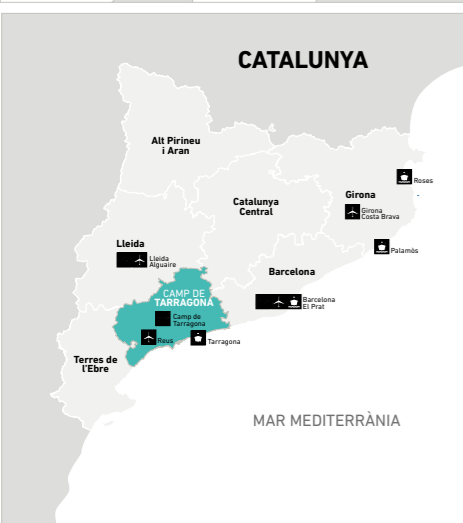 CATALUNYA
Alt Pirineu
i Aran
Roses
Girona
Catalunya
Central
Girona
Costa Brava
Lleida
Palamòs
Lleida
Alguaire
Barcelona
CAMP DE
TARRAGONA
Barcelona
El Prat
Camp de
Tarragona
Reus
Tarragona
Terres de
l'Ebre
MAR MEDITERRÀNIA